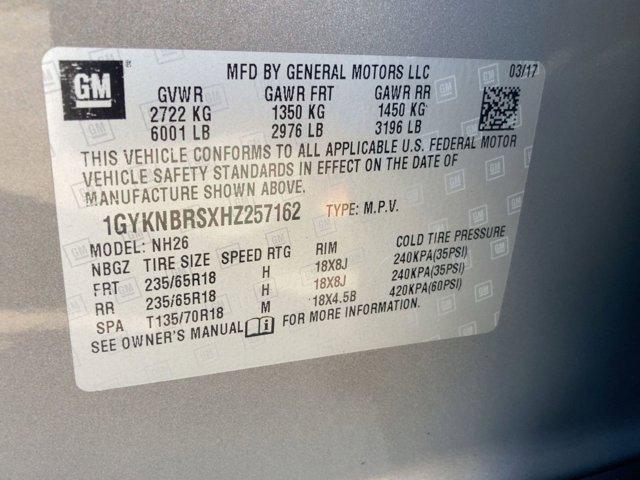 GM
®
MFD BY GENERAL MOTORS LLC 03/17
GVWR GAWR FRT GAWR RR
2722 KG 1350 KG 1450 KG
6001 LB 2976 LB 3196 LB
THIS VEHICLE CONFORMS TO ALL APPLICABLE U.S. FEDERAL MOTOR
VEHICLE SAFETY STANDARDS IN EFFECT ON THE DATE OF
MANUFACTURE SHOWN ABOVE.
1GYKNBRSXHZ257162 TYPE: M.P.V.
MODEL: NH26
NBGZ TIRE SIZE SPEED RTG RIM COLD TIRE PRESSURE
FRT 235/65R18 H 18X8J 240KPA(35PSI)
RR 235/65R18 H 18X8J 240KPA(35PSI)
SPA T135/70R18 M 18X4.5B 420KPA(60PSI)
SEE OWNER'S MANUAL FOR MORE INFORMATION.